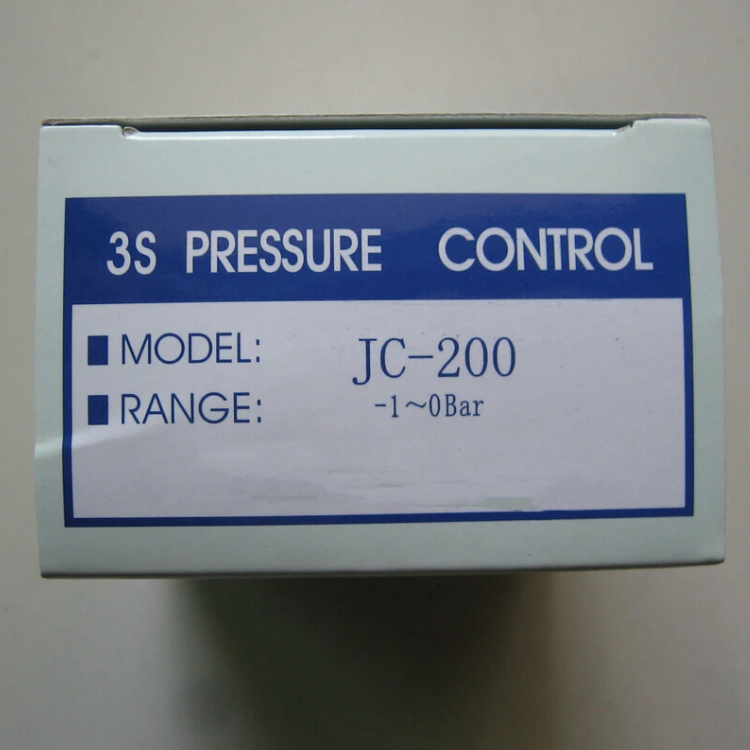 3S PRESSURE CONTROL
MODEL: JC-200
RANGE: -1~0Bar